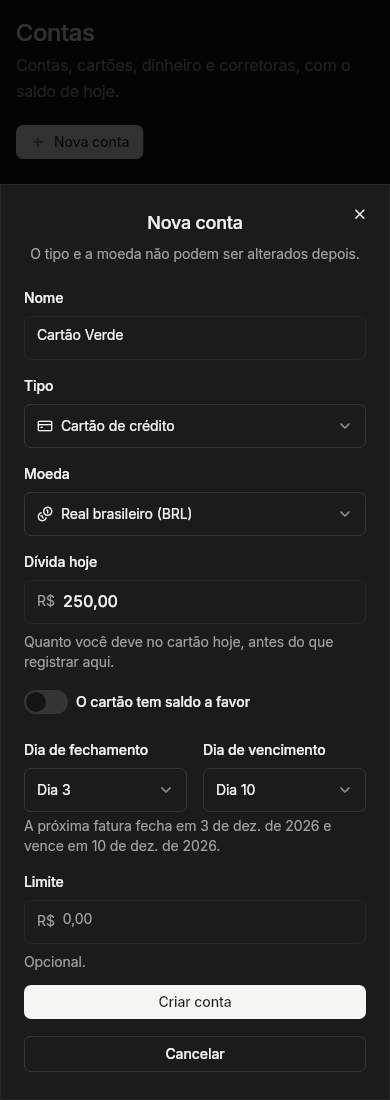 Contas
Contas, cartões, dinheiro e corretoras, com o
saldo de hoje.
Nova conta
Nova conta
O tipo e a moeda não podem ser alterados depois.
Nome
Cartão Verde
Tipo
Cartão de crédito
Moeda
Real brasileiro (BRL)
Dívida hoje
R$ 250,00
Quanto você deve no cartão hoje, antes do que
registrar aqui.
O cartão tem saldo a favor
Dia de fechamento Dia de vencimento
Dia 3 Dia 10
A próxima fatura fecha em 3 de dez. de 2026 e
vence em 10 de dez. de 2026.
Limite
R$ 0,00
Opcional.
Criar conta
Cancelar